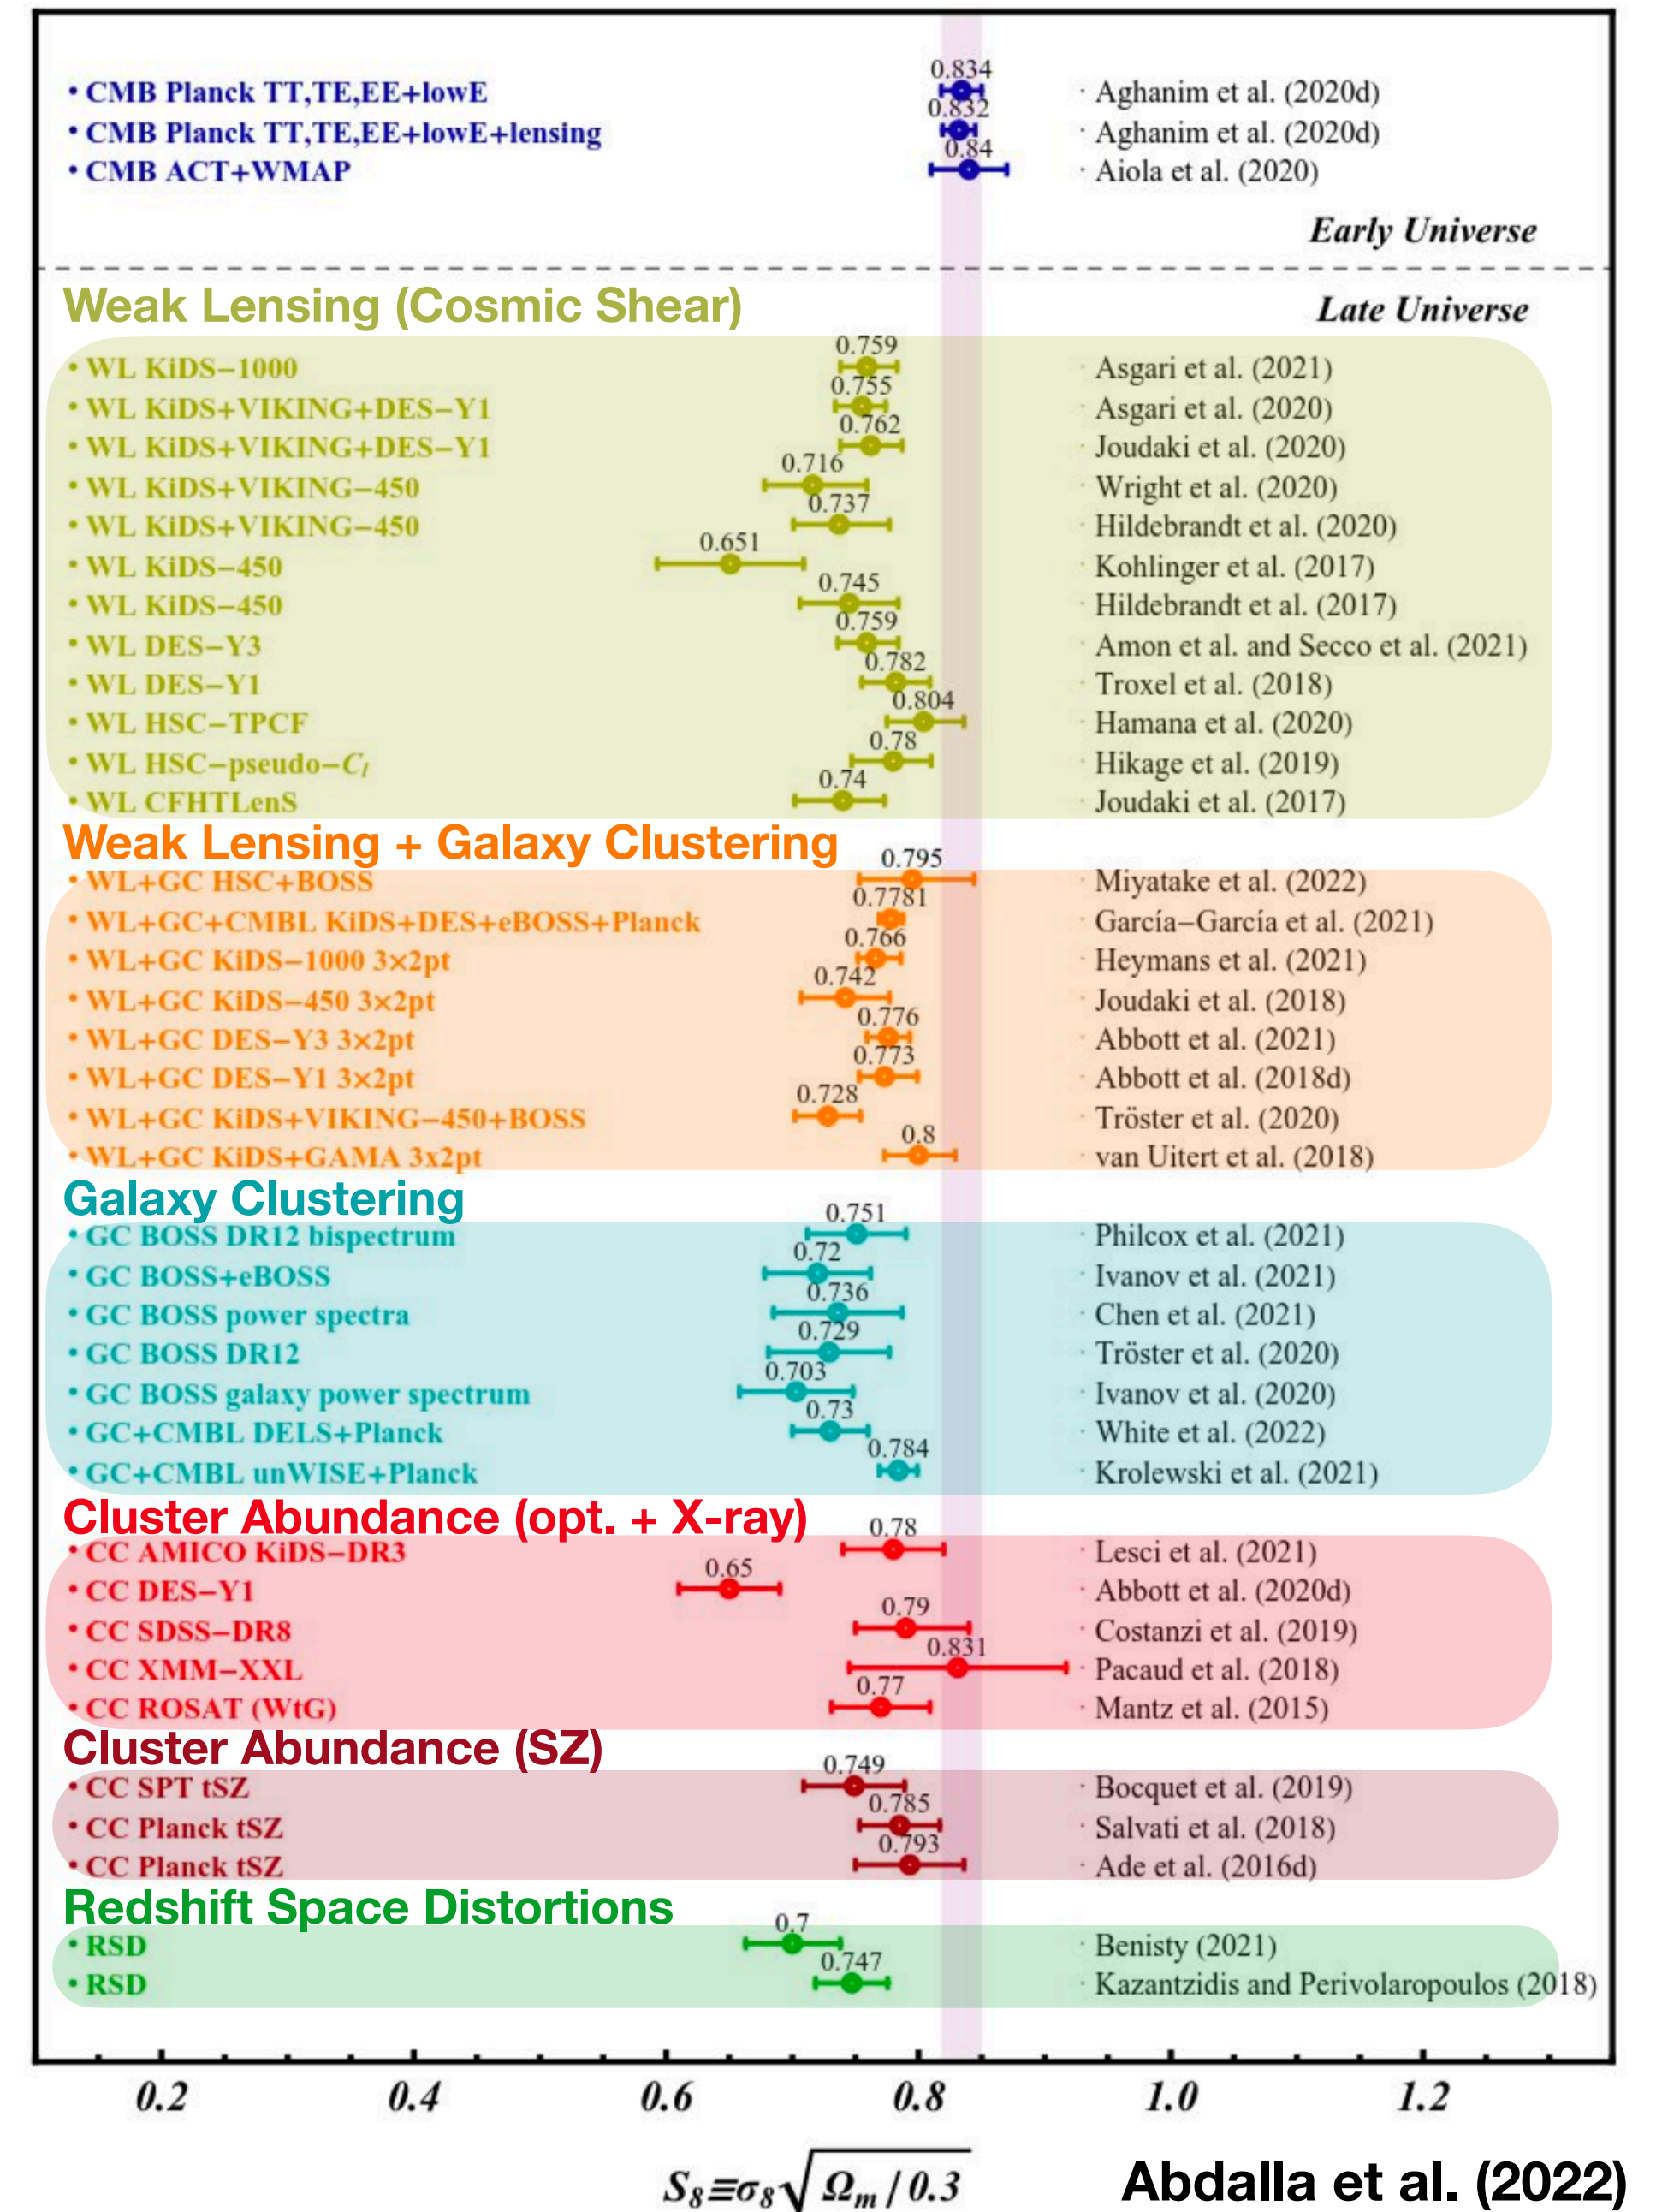 0.834
• CMB Planck TT,TE,EE+lowE · Aghanim et al. (2020d)
0.832
• CMB Planck TT,TE,EE+lowE+lensing · Aghanim et al. (2020d)
0.84
• CMB ACT+WMAP · Aiola et al. (2020)
Early Universe
Weak Lensing (Cosmic Shear)
Late Universe
0.759
• WL KiDS−1000 · Asgari et al. (2021)
0.755
• WL KiDS+VIKING+DES−Y1 · Asgari et al. (2020)
0.762
• WL KiDS+VIKING+DES−Y1 · Joudaki et al. (2020)
0.716
• WL KiDS+VIKING−450 · Wright et al. (2020)
0.737
• WL KiDS+VIKING−450 · Hildebrandt et al. (2020)
0.651
• WL KiDS−450 · Kohlinger et al. (2017)
0.745
• WL KiDS−450 · Hildebrandt et al. (2017)
0.759
• WL DES−Y3 · Amon et al. and Secco et al. (2021)
0.782
• WL DES−Y1 · Troxel et al. (2018)
0.804
• WL HSC−TPCF · Hamana et al. (2020)
0.78
• WL HSC−pseudo−Cl · Hikage et al. (2019)
0.74
• WL CFHTLenS · Joudaki et al. (2017)
Weak Lensing + Galaxy Clustering
0.795
• WL+GC HSC+BOSS · Miyatake et al. (2022)
0.7781
• WL+GC+CMBL KiDS+DES+eBOSS+Planck · García−García et al. (2021)
0.766
• WL+GC KiDS−1000 3×2pt · Heymans et al. (2021)
0.742
• WL+GC KiDS−450 3×2pt · Joudaki et al. (2018)
0.776
• WL+GC DES−Y3 3×2pt · Abbott et al. (2021)
0.773
• WL+GC DES−Y1 3×2pt · Abbott et al. (2018d)
0.728
• WL+GC KiDS+VIKING−450+BOSS · Tröster et al. (2020)
0.8
• WL+GC KiDS+GAMA 3x2pt · van Uitert et al. (2018)
Galaxy Clustering
0.751
• GC BOSS DR12 bispectrum · Philcox et al. (2021)
0.72
• GC BOSS+eBOSS · Ivanov et al. (2021)
0.736
• GC BOSS power spectra · Chen et al. (2021)
0.729
• GC BOSS DR12 · Tröster et al. (2020)
0.703
• GC BOSS galaxy power spectrum · Ivanov et al. (2020)
0.73
• GC+CMBL DELS+Planck · White et al. (2022)
0.784
• GC+CMBL unWISE+Planck · Krolewski et al. (2021)
Cluster Abundance (opt. + X-ray)
0.78
• CC AMICO KiDS−DR3 · Lesci et al. (2021)
0.65
• CC DES−Y1 · Abbott et al. (2020d)
0.79
• CC SDSS−DR8 · Costanzi et al. (2019)
0.831
• CC XMM−XXL · Pacaud et al. (2018)
0.77
• CC ROSAT (WtG) · Mantz et al. (2015)
Cluster Abundance (SZ)
0.749
• CC SPT tSZ · Bocquet et al. (2019)
0.785
• CC Planck tSZ · Salvati et al. (2018)
0.793
• CC Planck tSZ · Ade et al. (2016d)
Redshift Space Distortions
0.7
• RSD · Benisty (2021)
0.747
• RSD · Kazantzidis and Perivolaropoulos (2018)
0.2 0.4 0.6 0.8 1.0 1.2
S8≡σ8√Ωm / 0.3
Abdalla et al. (2022)